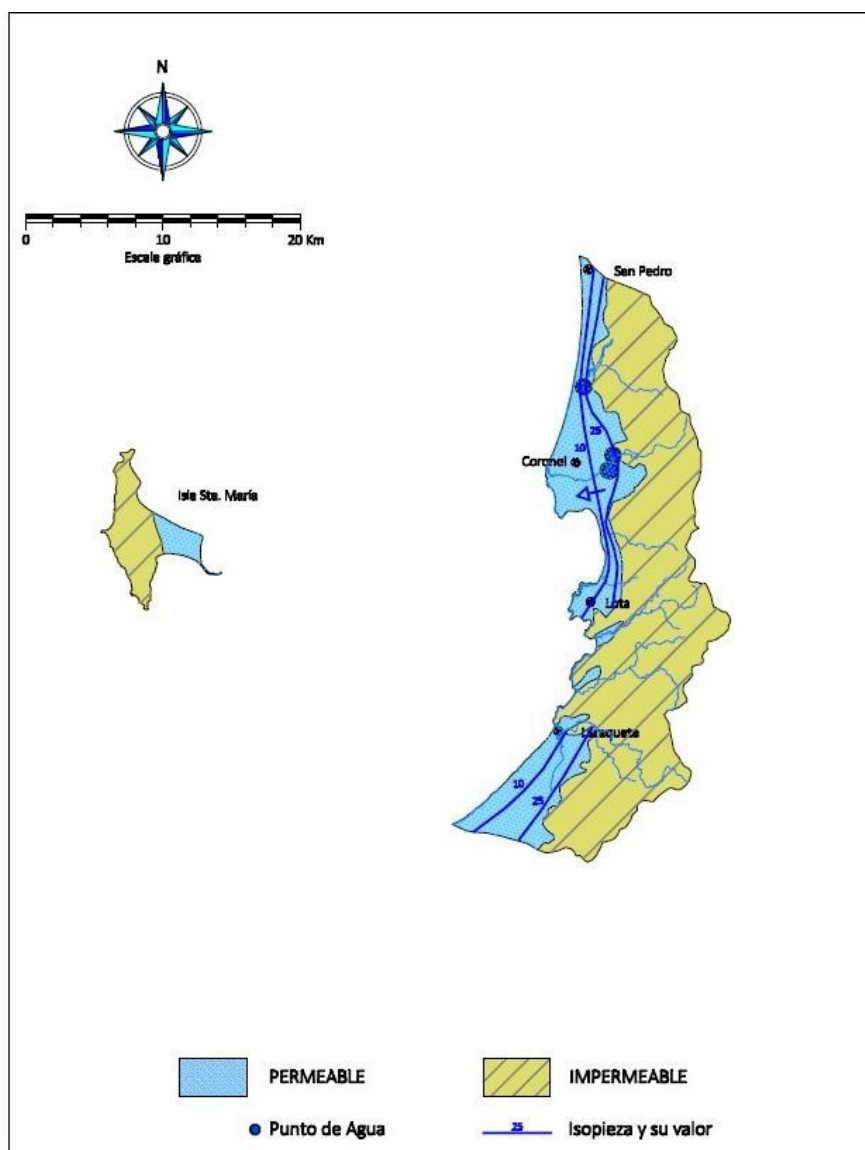 N
0 10 20 Km
Escala gráfica
San Pedro
25
10
Coronel
Isla Sta. María
Lota
Laraquete
10
25
PERMEABLE
IMPERMEABLE
Punto de Agua
25
Isopieza y su valor